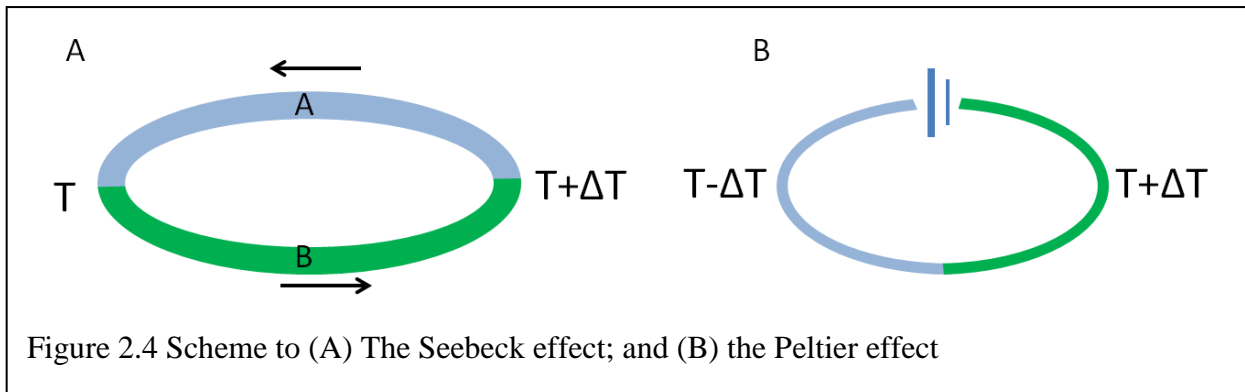 A
B
A
T
T+ΔT
B
T-ΔT
T+ΔT
Figure 2.4 Scheme to (A) The Seebeck effect; and (B) the Peltier effect